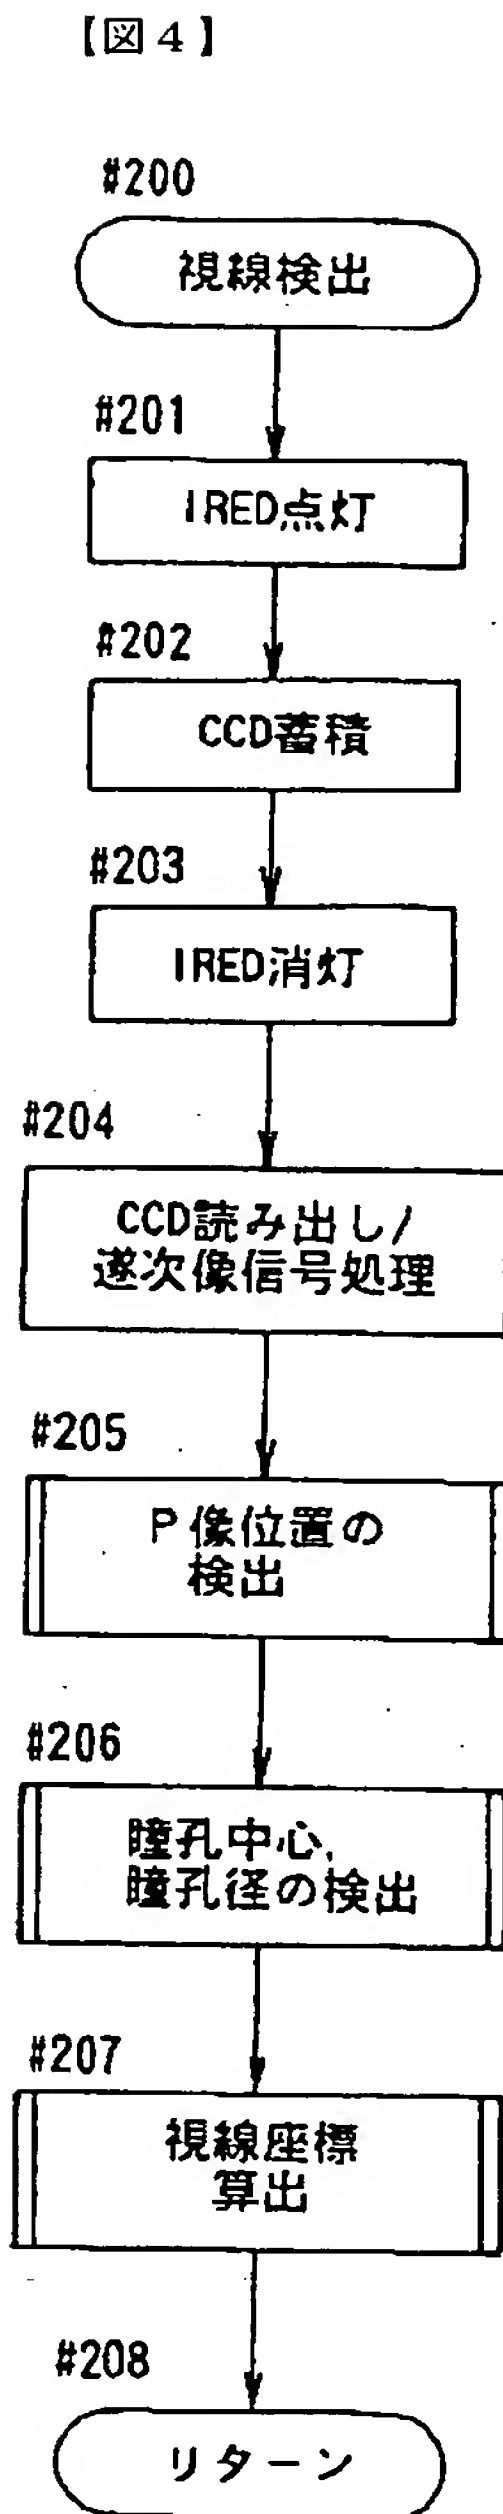 【図４】
#200
視線検出
#201
IRED点灯
#202
CCD蓄積
#203
IRED消灯
#204
CCD読み出し/
遂次像信号処理
#205
P像位置の
検出
#206
瞳孔中心,
瞳孔径の検出
#207
視線座標
算出
#208
リターン